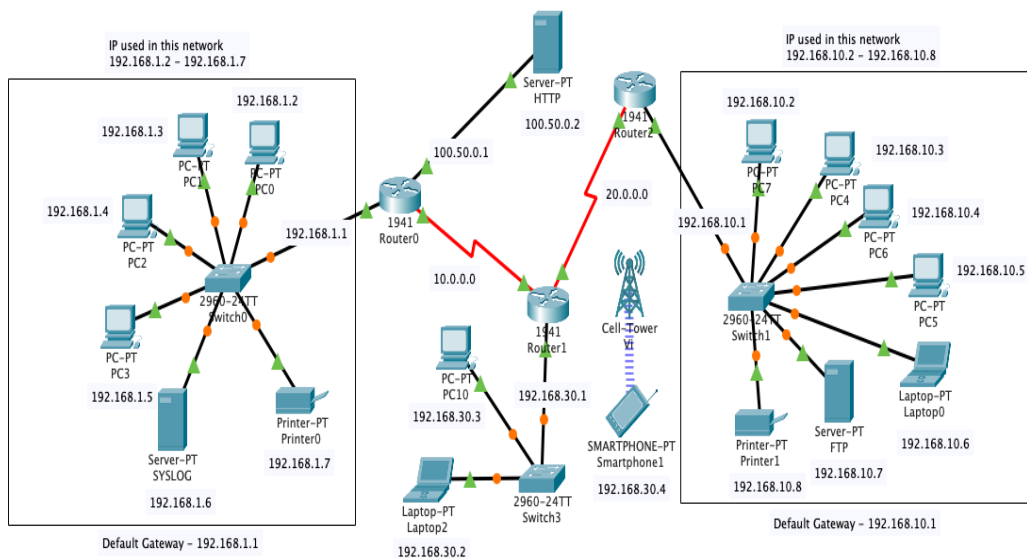 IP used in this network
192.168.1.2 - 192.168.1.7
192.168.1.2
192.168.1.3
PC-PT
PC1
PC-PT
PC0
192.168.1.4
PC-PT
PC2
192.168.1.1
2960-24TT
Switch0
PC-PT
PC3
192.168.1.5
Server-PT
SYSLOG
192.168.1.6
Printer-PT
Printer0
192.168.1.7
Default Gateway - 192.168.1.1
Server-PT
HTTP
100.50.0.2
100.50.0.1
1941
Router0
10.0.0.0
1941
Router2
20.0.0.0
1941
Router1
Cell-Tower
Vi
PC-PT
PC10
192.168.30.3
192.168.30.1
SMARTPHONE-PT
Smartphone1
192.168.30.4
Laptop-PT
Laptop2
192.168.30.2
2960-24TT
Switch3
IP used in this network
192.168.10.2 - 192.168.10.8
192.168.10.2
PC-PT
PC7
192.168.10.3
PC-PT
PC4
192.168.10.4
PC-PT
PC6
192.168.10.1
192.168.10.5
PC-PT
PC5
2960-24TT
Switch1
Laptop-PT
Laptop0
192.168.10.6
Server-PT
FTP
192.168.10.7
Printer-PT
Printer1
192.168.10.8
Default Gateway - 192.168.10.1